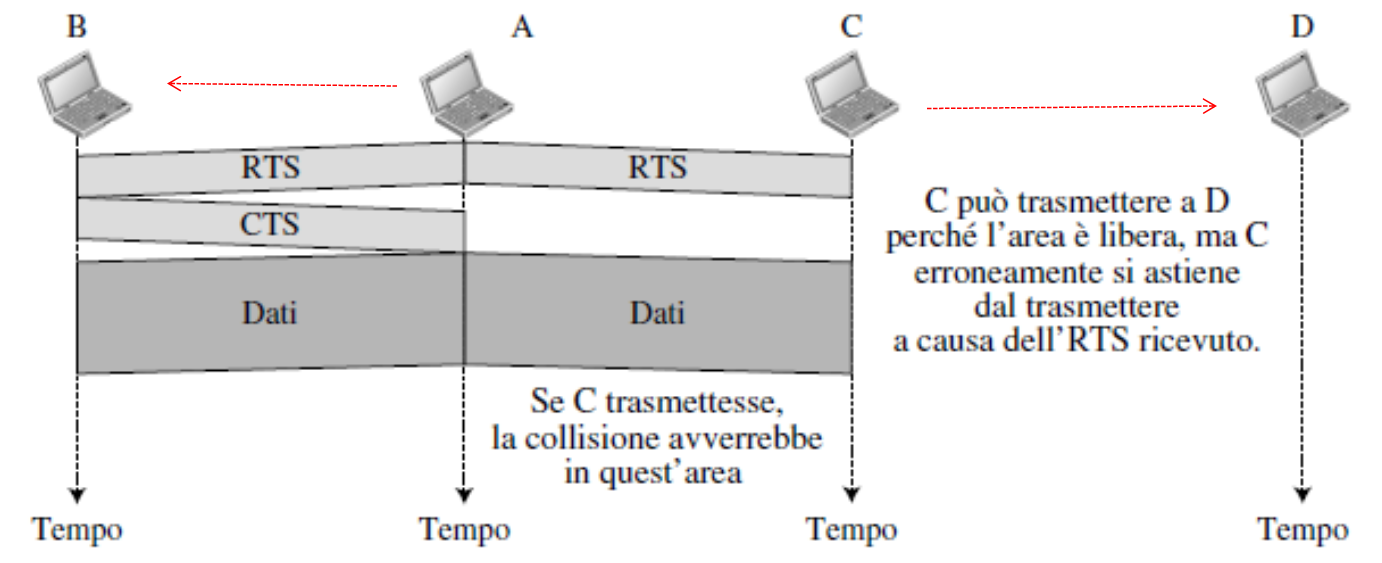 B
A
C
D
RTS
RTS
CTS
Dati
Dati
C può trasmettere a D
perché l'area è libera, ma C
erroneamente si astiene
dal trasmettere
a causa dell'RTS ricevuto.
Se C trasmettesse,
la collisione avverrebbe
in quest'area
Tempo
Tempo
Tempo
Tempo